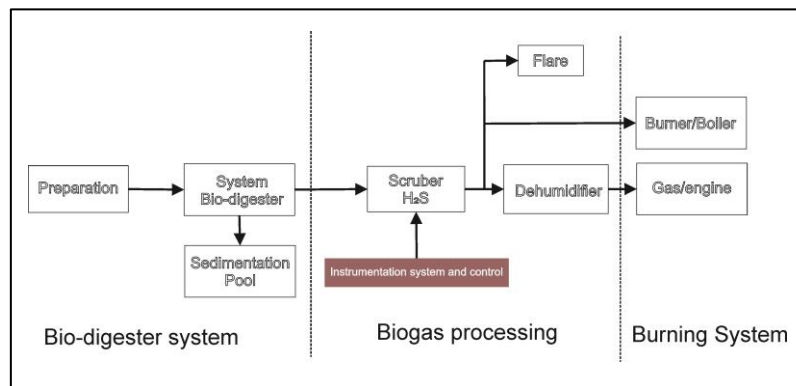 Flare
Burner/Boiler
Preparation
System
Bio-digester
Scruber
H₂S
Dehumidifier
Gas/engine
Sedimentation
Pool
Instrumentation system and control
Bio-digester system
Biogas processing
Burning System